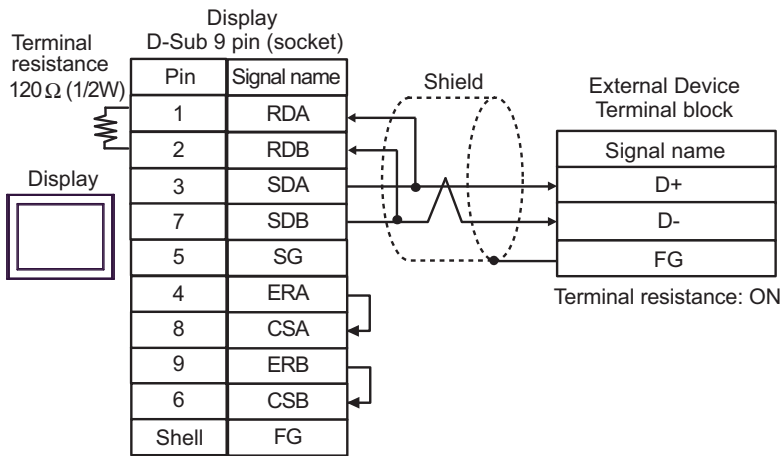 Display
D-Sub 9 pin (socket)
Terminal
resistance
120Ω (1/2W)
Display
Pin Signal name
1 RDA
2 RDB
3 SDA
7 SDB
5 SG
4 ERA
8 CSA
9 ERB
6 CSB
Shell FG
Shield
External Device
Terminal block
Signal name
D+
D-
FG
Terminal resistance: ON